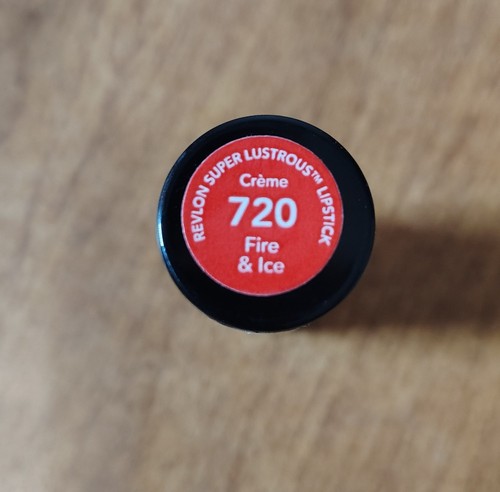 REVLON SUPER LUSTROUS™ LIPSTICK
Crème
720
Fire
& Ice